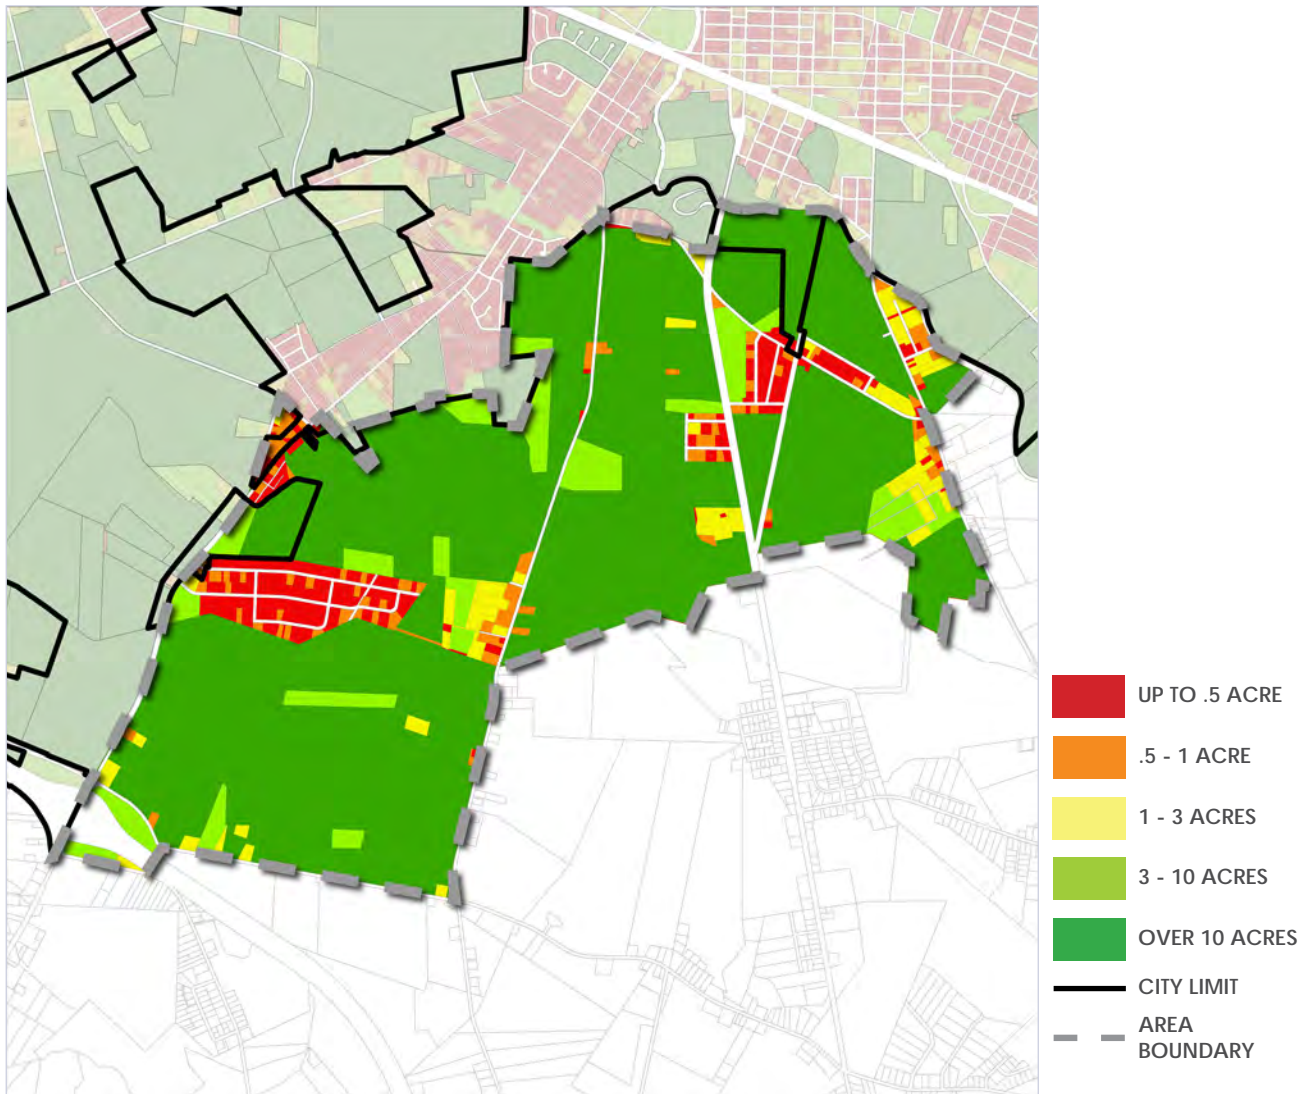 UP TO .5 ACRE
.5 - 1 ACRE
1 - 3 ACRES
3 - 10 ACRES
OVER 10 ACRES
CITY LIMIT
AREA
BOUNDARY